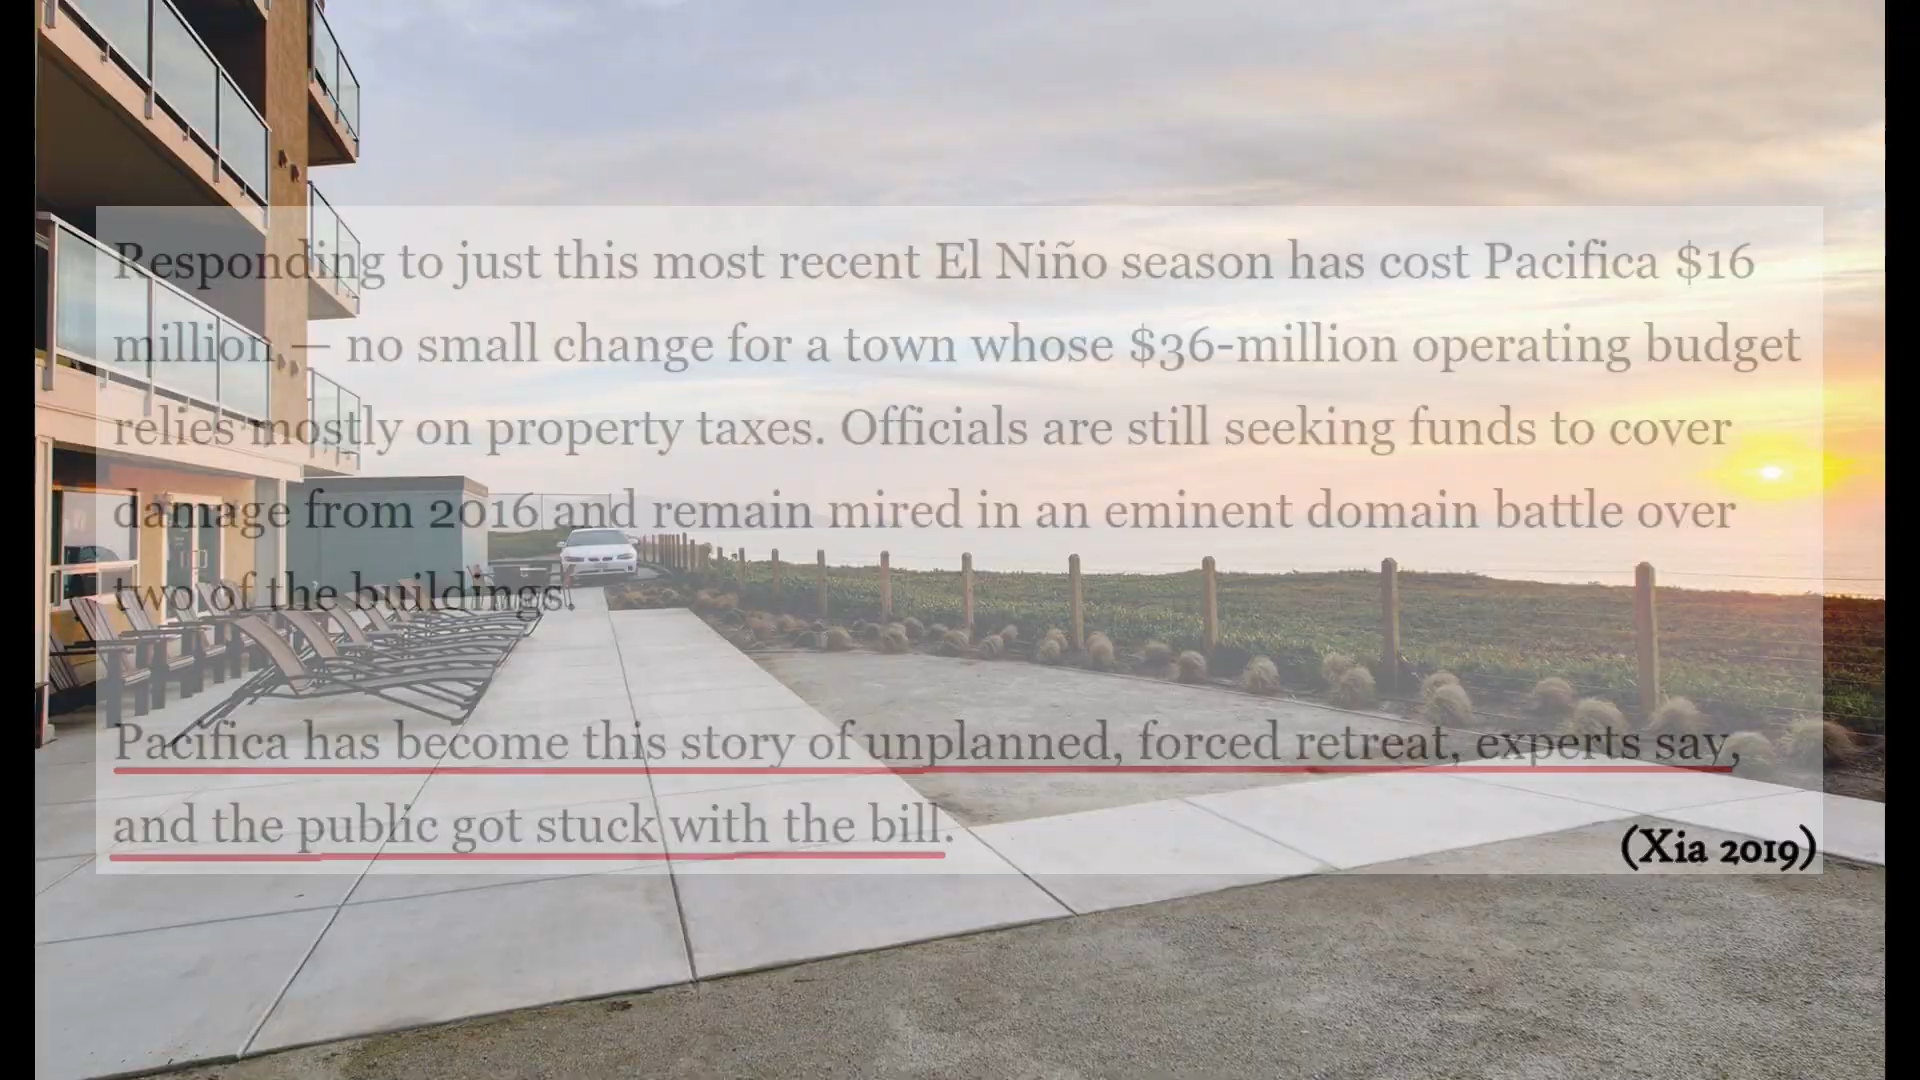 Responding to just this most recent El Niño season has cost Pacifica $16
million — no small change for a town whose $36-million operating budget
relies mostly on property taxes. Officials are still seeking funds to cover
damage from 2016 and remain mired in an eminent domain battle over
two of the buildings
Pacifica has become this story of unplanned, forced retreat, experts say,
and the public got stuck with the bill.
(Xia 2019)